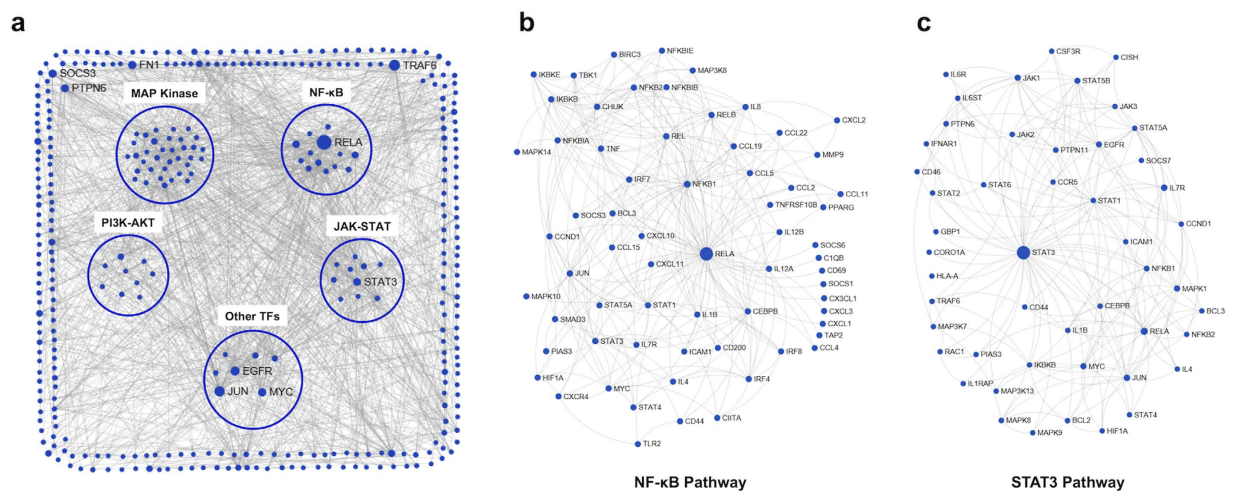 a
SOCS3
FN1
TRAF6
PTPN6
MAP Kinase
NF-κB
RELA
PI3K-AKT
JAK-STAT
STAT3
Other TFs
EGFR
JUN
MYC
b
BIRC3
NFKBIE
IKBKE
TBK1
MAP3K8
NFKB2
NFKBIB
IKBKB
CHUK
IL8
RELB
CXCL2
NFKBIA
TNF
REL
CCL22
MAPK14
CCL19
MMP9
IRF7
CCL5
NFKB1
CCL2
CCL11
TNFRSF10B
PPARG
SOCS3
BCL3
CCND1
CXCL10
IL12B
CCL15
SOCS6
RELA
C1QB
CXCL11
IL12A
CD69
JUN
SOCS1
MAPK10
CX3CL1
STAT5A
STAT1
CXCL3
SMAD3
IL1B
CEBPB
CXCL1
TAP2
STAT3
IL7R
CCL4
PIAS3
ICAM1
CD200
IRF8
HIF1A
IL4
IRF4
MYC
CXCR4
STAT4
CD44
CIITA
TLR2
NF-κB Pathway
c
CSF3R
CISH
IL6R
JAK1
STAT5B
IL6ST
JAK3
PTPN6
JAK2
STAT5A
IFNAR1
PTPN11
EGFR
SOCS7
CD46
STAT2
STAT6
CCR5
IL7R
STAT1
CCND1
GBP1
ICAM1
CORO1A
STAT3
NFKB1
HLA-A
MAPK1
TRAF6
CD44
CEBPB
BCL3
MAP3K7
IL1B
RELA
NFKB2
RAC1
PIAS3
IKBKB
MYC
IL4
IL1RAP
MAP3K13
JUN
MAPK8
BCL2
STAT4
MAPK9
HIF1A
STAT3 Pathway